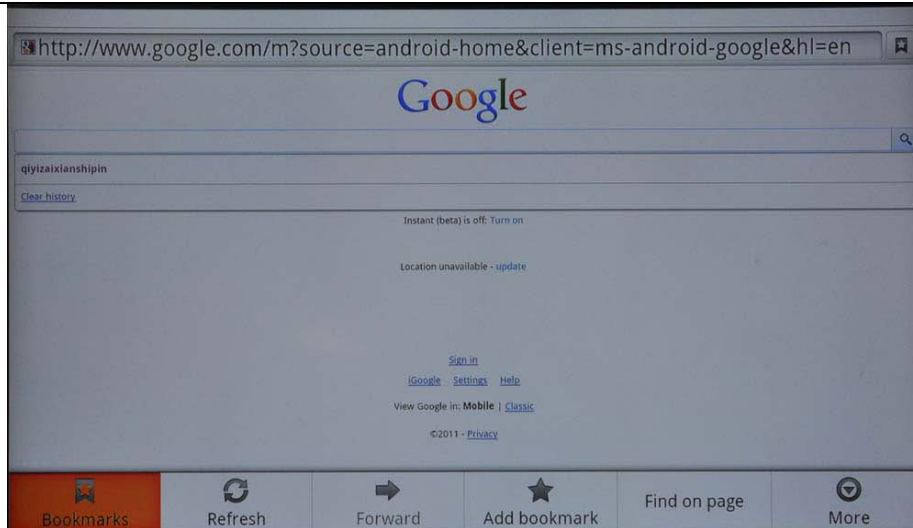 http://www.google.com/m?source=android-home&client=ms-android-google&hl=en
Google
qiyizaixianshipin
Clear history
Instant (beta) is off: Turn on
Location unavailable - update
Sign in
iGoogle Settings Help
View Google in: Mobile | Classic
©2011 - Privacy
Bookmarks Refresh Forward Add bookmark Find on page More